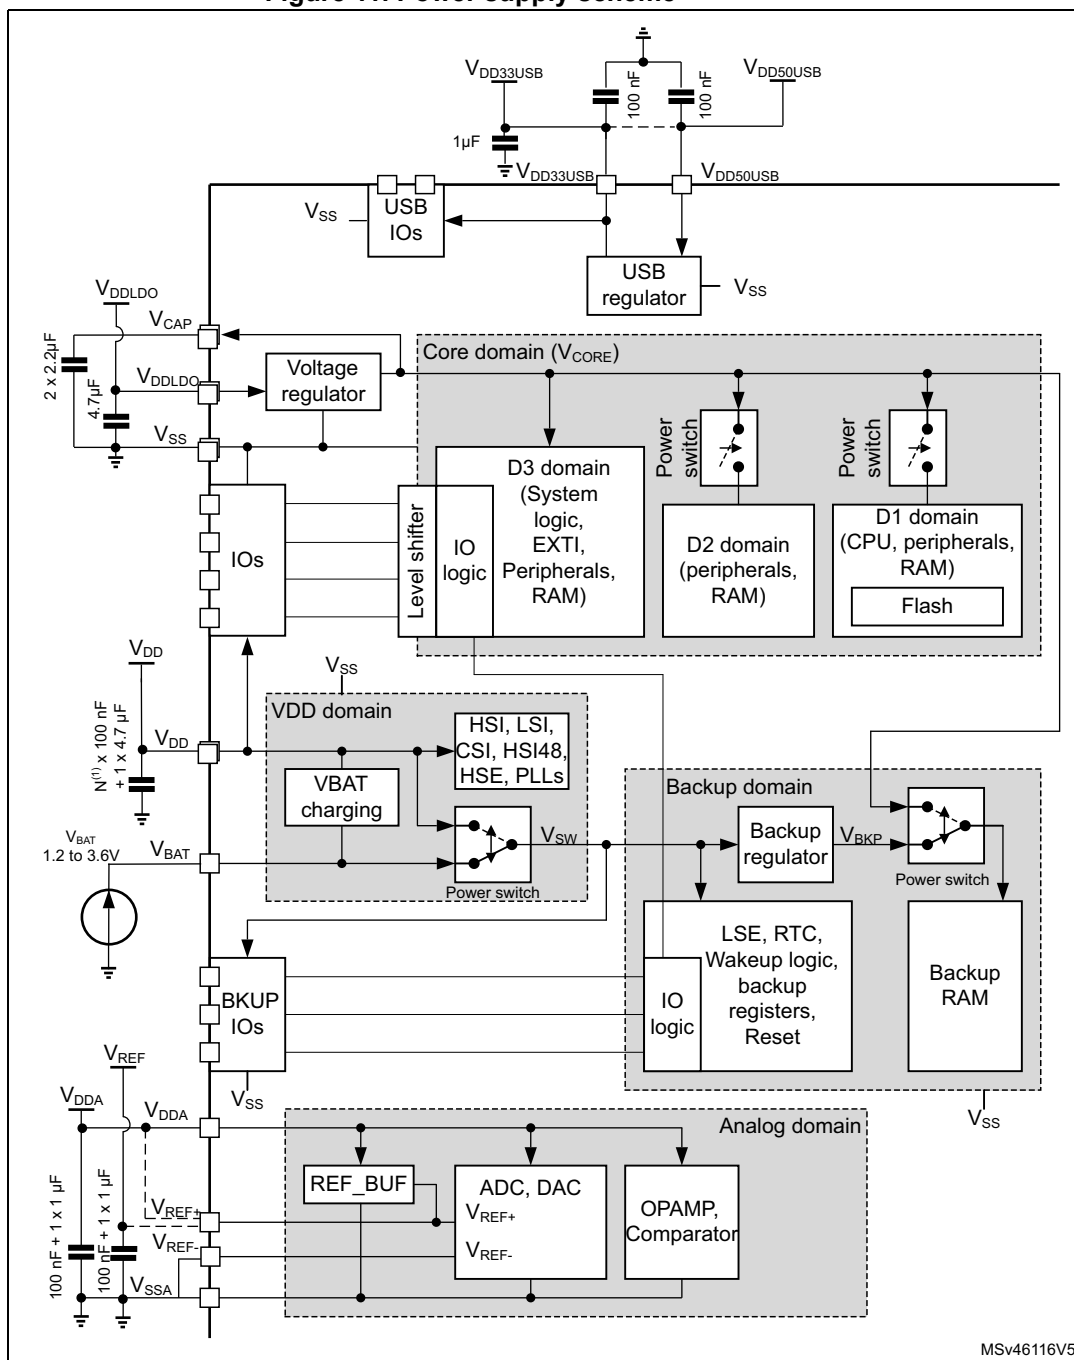 Figure 11. Power supply scheme
VDD33USB
100 nF
100 nF
VDD50USB
1µF
VDD33USB
VDD50USB
VSS
USB
IOs
USB
regulator
VSS
VDDLDO
VCAP
2 x 2.2µF
4.7µF
VDDLDO
Voltage
regulator
VSS
Core domain (VCORE)
Power
switch
Power
switch
D3 domain
(System
logic,
EXTI,
Peripherals,
RAM)
IOs
Level shifter
IO
logic
D2 domain
(peripherals,
RAM)
D1 domain
(CPU, peripherals,
RAM)
Flash
VDD
VSS
VDD domain
N(1) x 100 nF
+ 1 x 4.7 µF
VDD
HSI, LSI,
CSI, HSI48,
HSE, PLLs
VBAT
charging
VBAT
1.2 to 3.6V
VBAT
VSW
Power switch
Backup domain
Backup
regulator
VBKP
Power switch
LSE, RTC,
Wakeup logic,
backup
registers,
Reset
IO
logic
Backup
RAM
BKUP
IOs
VSS
VSS
VREF
VDDA
VDDA
Analog domain
100 nF + 1 x 1 µF
100 nF + 1 x 1 µF
VREF+
VREF-
VSSA
REF_BUF
ADC, DAC
VREF+
VREF-
OPAMP,
Comparator
MSv46116V5